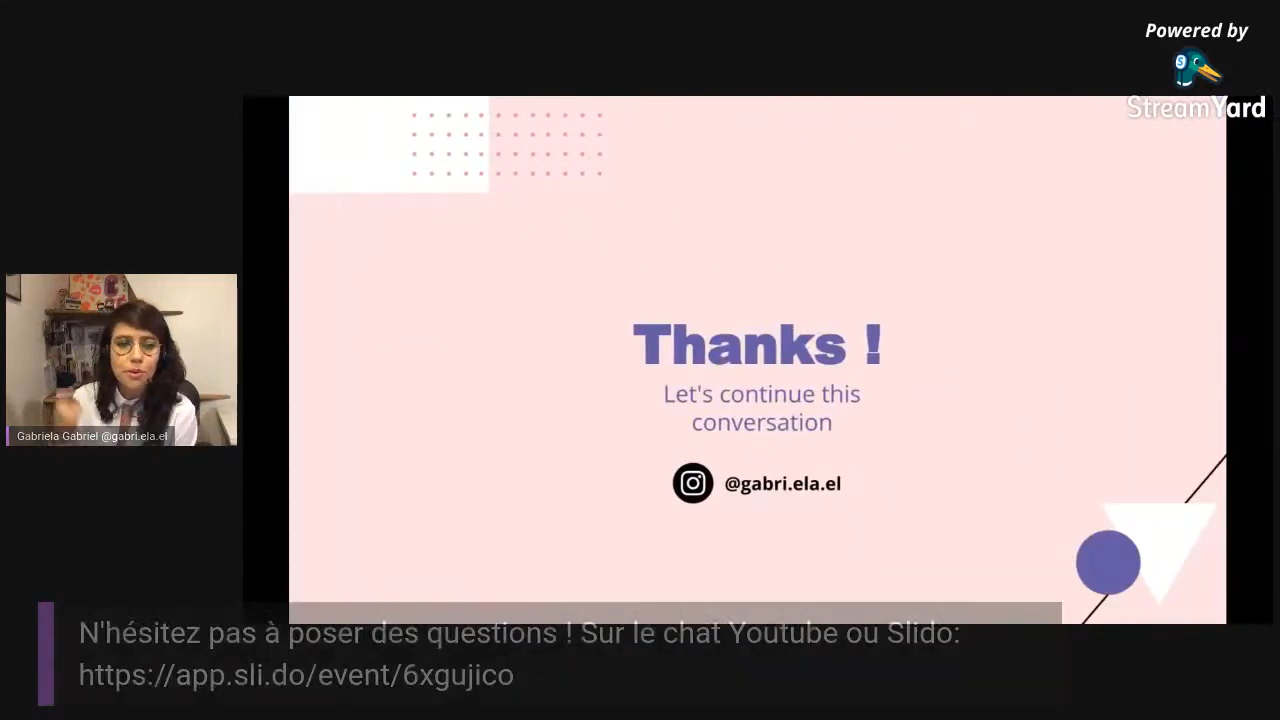 Powered by
StreamYard
Thanks !
Let's continue this
conversation
@gabri.ela.el
Gabriela Gabriel @gabri.ela.el
N'hésitez pas à poser des questions ! Sur le chat Youtube ou Slido:
https://app.sli.do/event/6xgujico